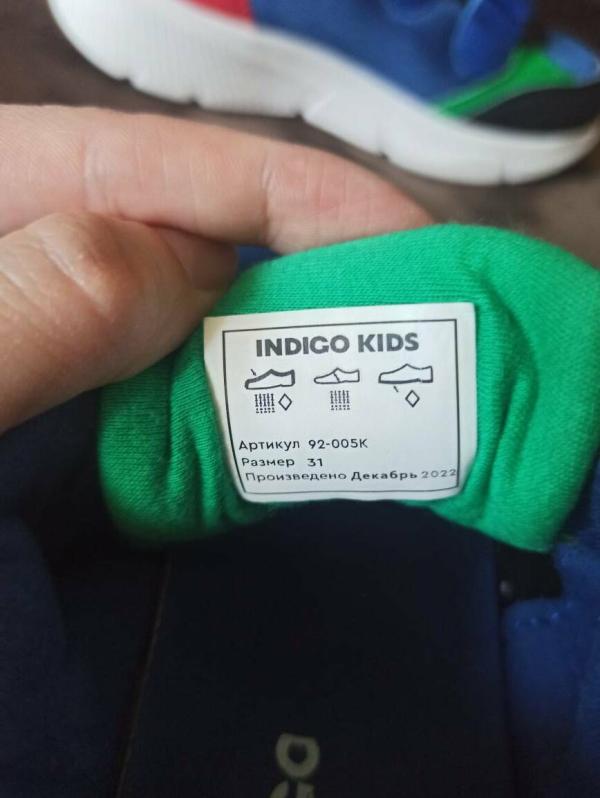 INDIGO KIDS
Артикул 92-005K
Размер 31
Произведено Декабрь 2022